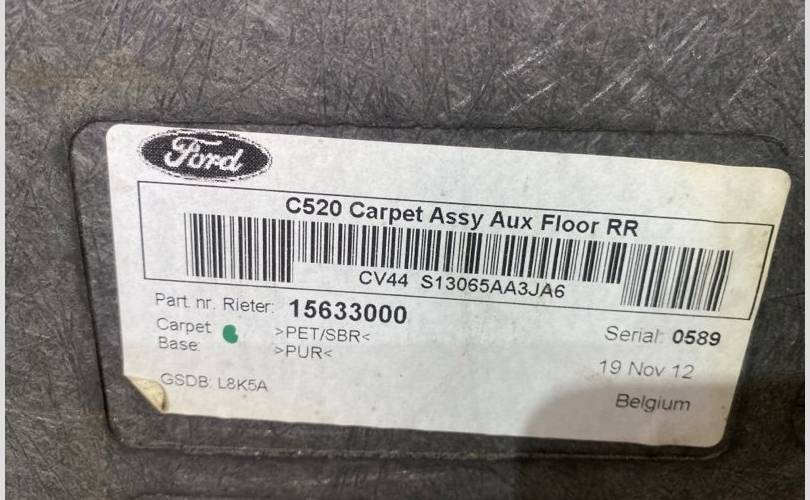 Ford
C520 Carpet Assy Aux Floor RR
CV44 S13065AA3JA6
Part nr. Rieter: 15633000
Carpet >PET/SBR<
Base: >PUR<
GSDB: L8K5A
Serial: 0589
19 Nov 12
Belgium